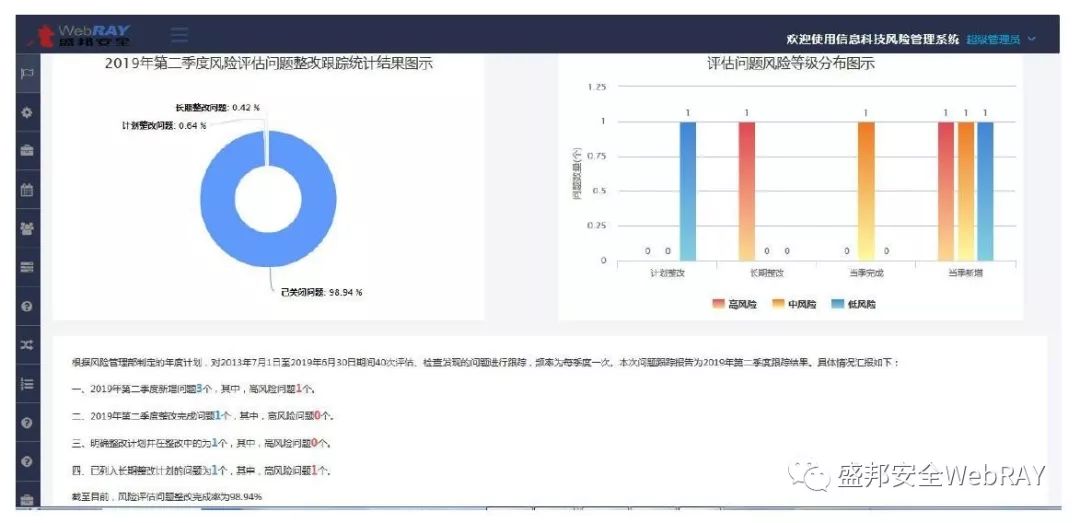 WebRAY
盛邦安全
欢迎使用信息科技风险管理系统 超级管理员
2019年第二季度风险评估问题整改跟踪统计结果图示
长期整改问题: 0.42 %
计划整改问题: 0.64 %
已关闭问题: 98.94 %
评估问题风险等级分布图示
问题数量(个)
1.25
1
0.75
0.5
0.25
0
0 0 1
1 0 0
0 1 0
1 1 1
计划整改 长期整改 当季完成 当季新增
高风险 中风险 低风险
根据风险管理部制定的年度计划，对2013年7月1日至2019年6月30日期间40次评估、检查发现的问题进行跟踪，频率为每季度一次。本次问题跟踪报告为2019年第二季度跟踪结果。具体情况汇报如下：
一、2019年第二季度新增问题3个，其中，高风险问题1个。
二、2019年第二季度整改完成问题1个，其中，高风险问题0个。
三、明确整改计划并在整改中的为1个，其中，高风险问题0个。
四、已列入长期整改计划的问题为1个，其中，高风险问题1个。
截至目前，风险评估问题整改完成率为98.94%
盛邦安全WebRAY